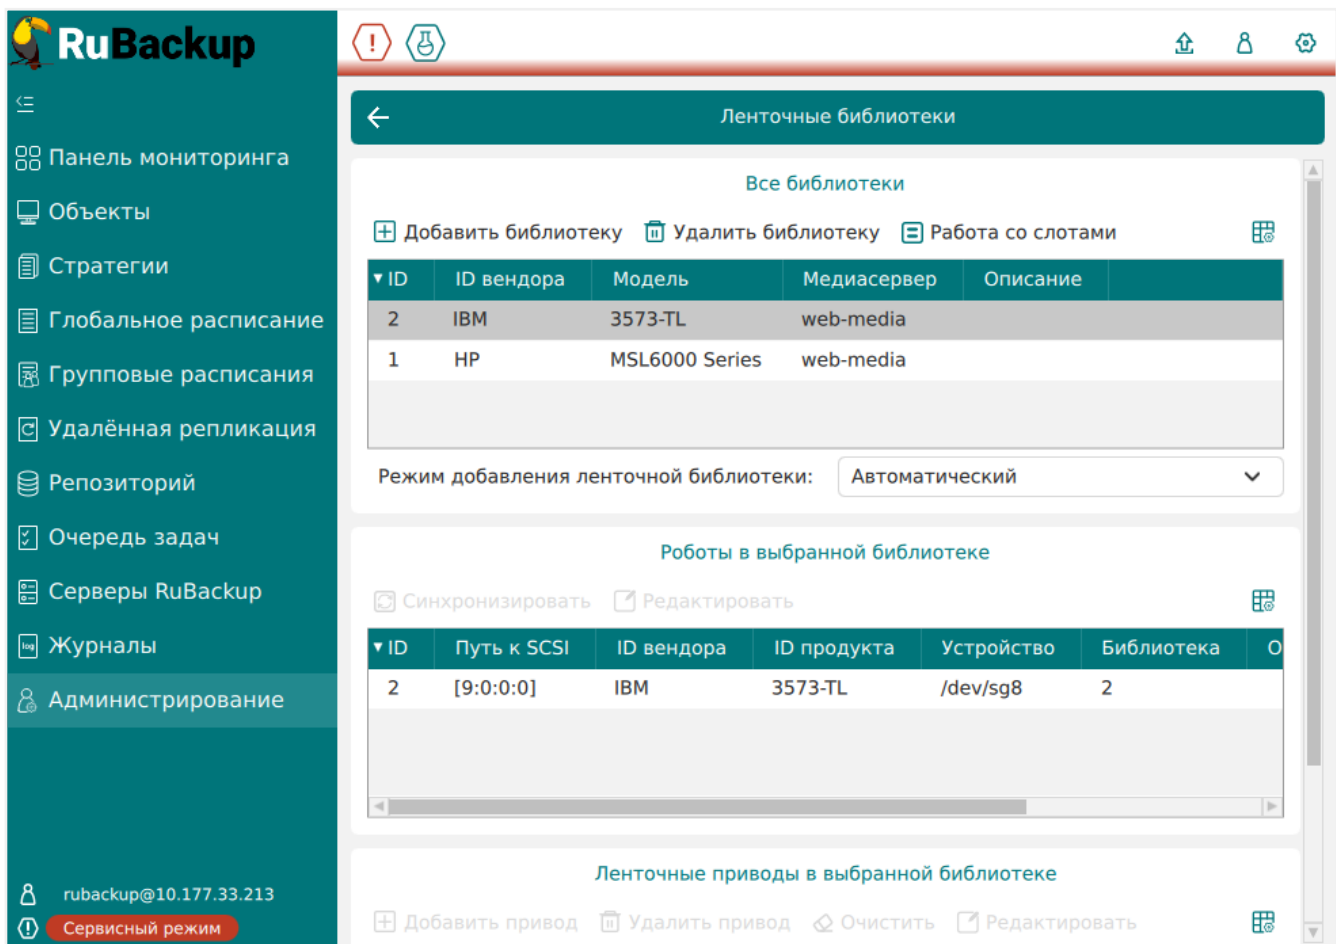 RuBackup
Ленточные библиотеки
Панель мониторинга
Объекты
Стратегии
Глобальное расписание
Групповые расписания
Удалённая репликация
Репозиторий
Очередь задач
Серверы RuBackup
log Журналы
Администрирование
rubackup@10.177.33.213
Сервисный режим
Все библиотеки
Добавить библиотеку Удалить библиотеку Работа со слотами
ID ID вендора Модель Медиасервер Описание
2 IBM 3573-TL web-media
1 HP MSL6000 Series web-media
Режим добавления ленточной библиотеки: Автоматический
Роботы в выбранной библиотеке
Синхронизировать Редактировать
ID Путь к SCSI ID вендора ID продукта Устройство Библиотека О
2 [9:0:0:0] IBM 3573-TL /dev/sg8 2
Ленточные приводы в выбранной библиотеке
Добавить привод Удалить привод Очистить Редактировать